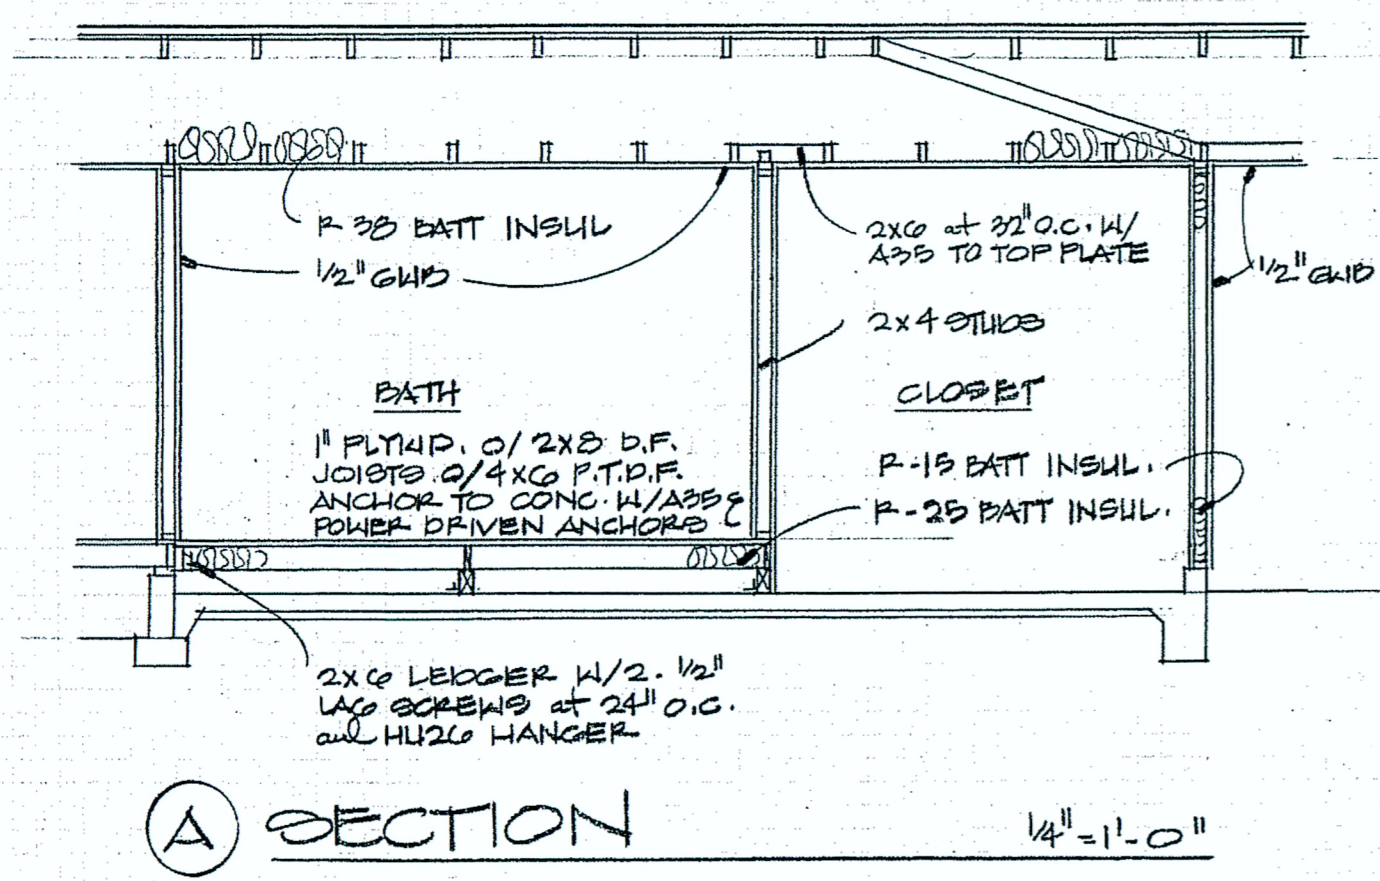 R-38 BATT INSUL
1/2" GWB
2x6 at 32" O.C. W/
A35 TO TOP PLATE
1/2" GWB
2x4 STUDS
BATH
CLOSET
1" PLYWD. O/ 2x8 D.F.
JOISTS O/4x6 P.T.D.F.
ANCHOR TO CONC. W/A35 &
POWER DRIVEN ANCHORS
R-15 BATT INSUL.
R-25 BATT INSUL.
2x6 LEDGER W/2. 1/2"
LAG SCREWS at 24" O.C.
and HU26 HANGER
A SECTION
1/4"=1'-0"